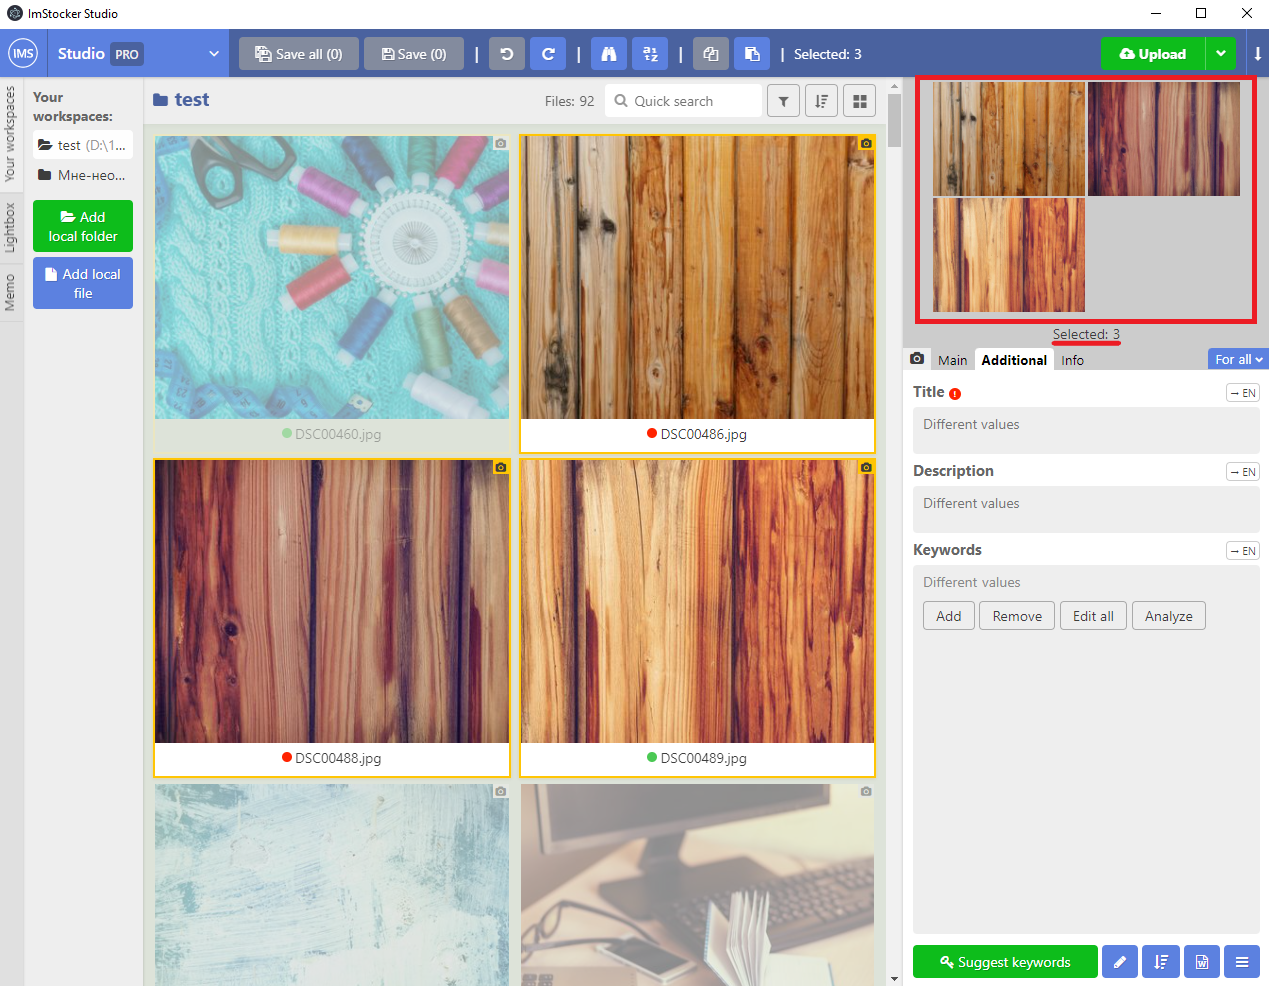 ImStocker Studio
IMS
Studio PRO
Save all (0)
Save (0)
Selected: 3
Upload
Your workspaces
Lightbox
Memo
Your
workspaces:
test (D:\1...
Мне-нео...
Add
local folder
Add local
file
test
Files: 92
Quick search
DSC00460.jpg
DSC00486.jpg
DSC00488.jpg
DSC00489.jpg
Selected: 3
Main
Additional
Info
For all
Title
→ EN
Different values
Description
→ EN
Different values
Keywords
→ EN
Different values
Add
Remove
Edit all
Analyze
Suggest keywords